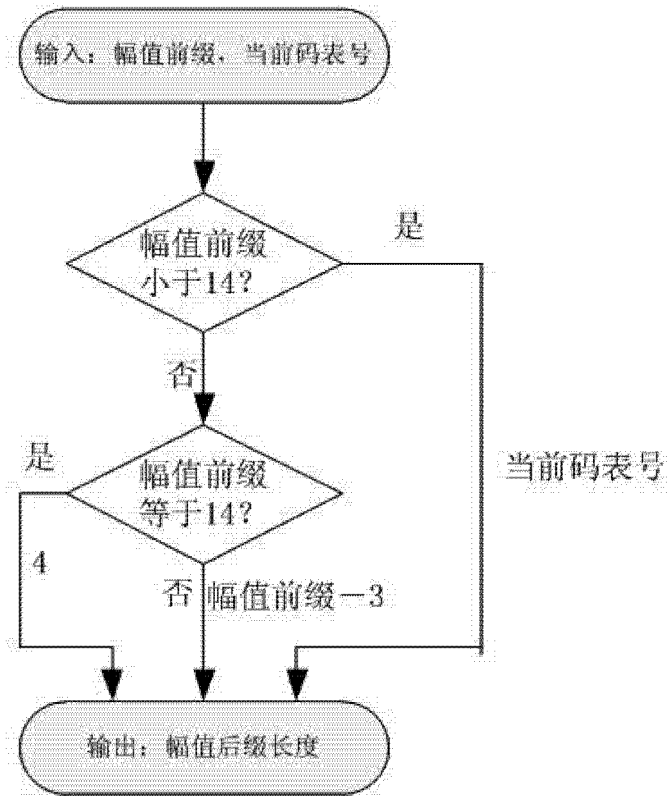 输入：幅值前缀，当前码表号
幅值前缀
小于14?
是
否
当前码表号
是
幅值前缀
等于14?
4
否
幅值前缀－3
输出：幅值后缀长度